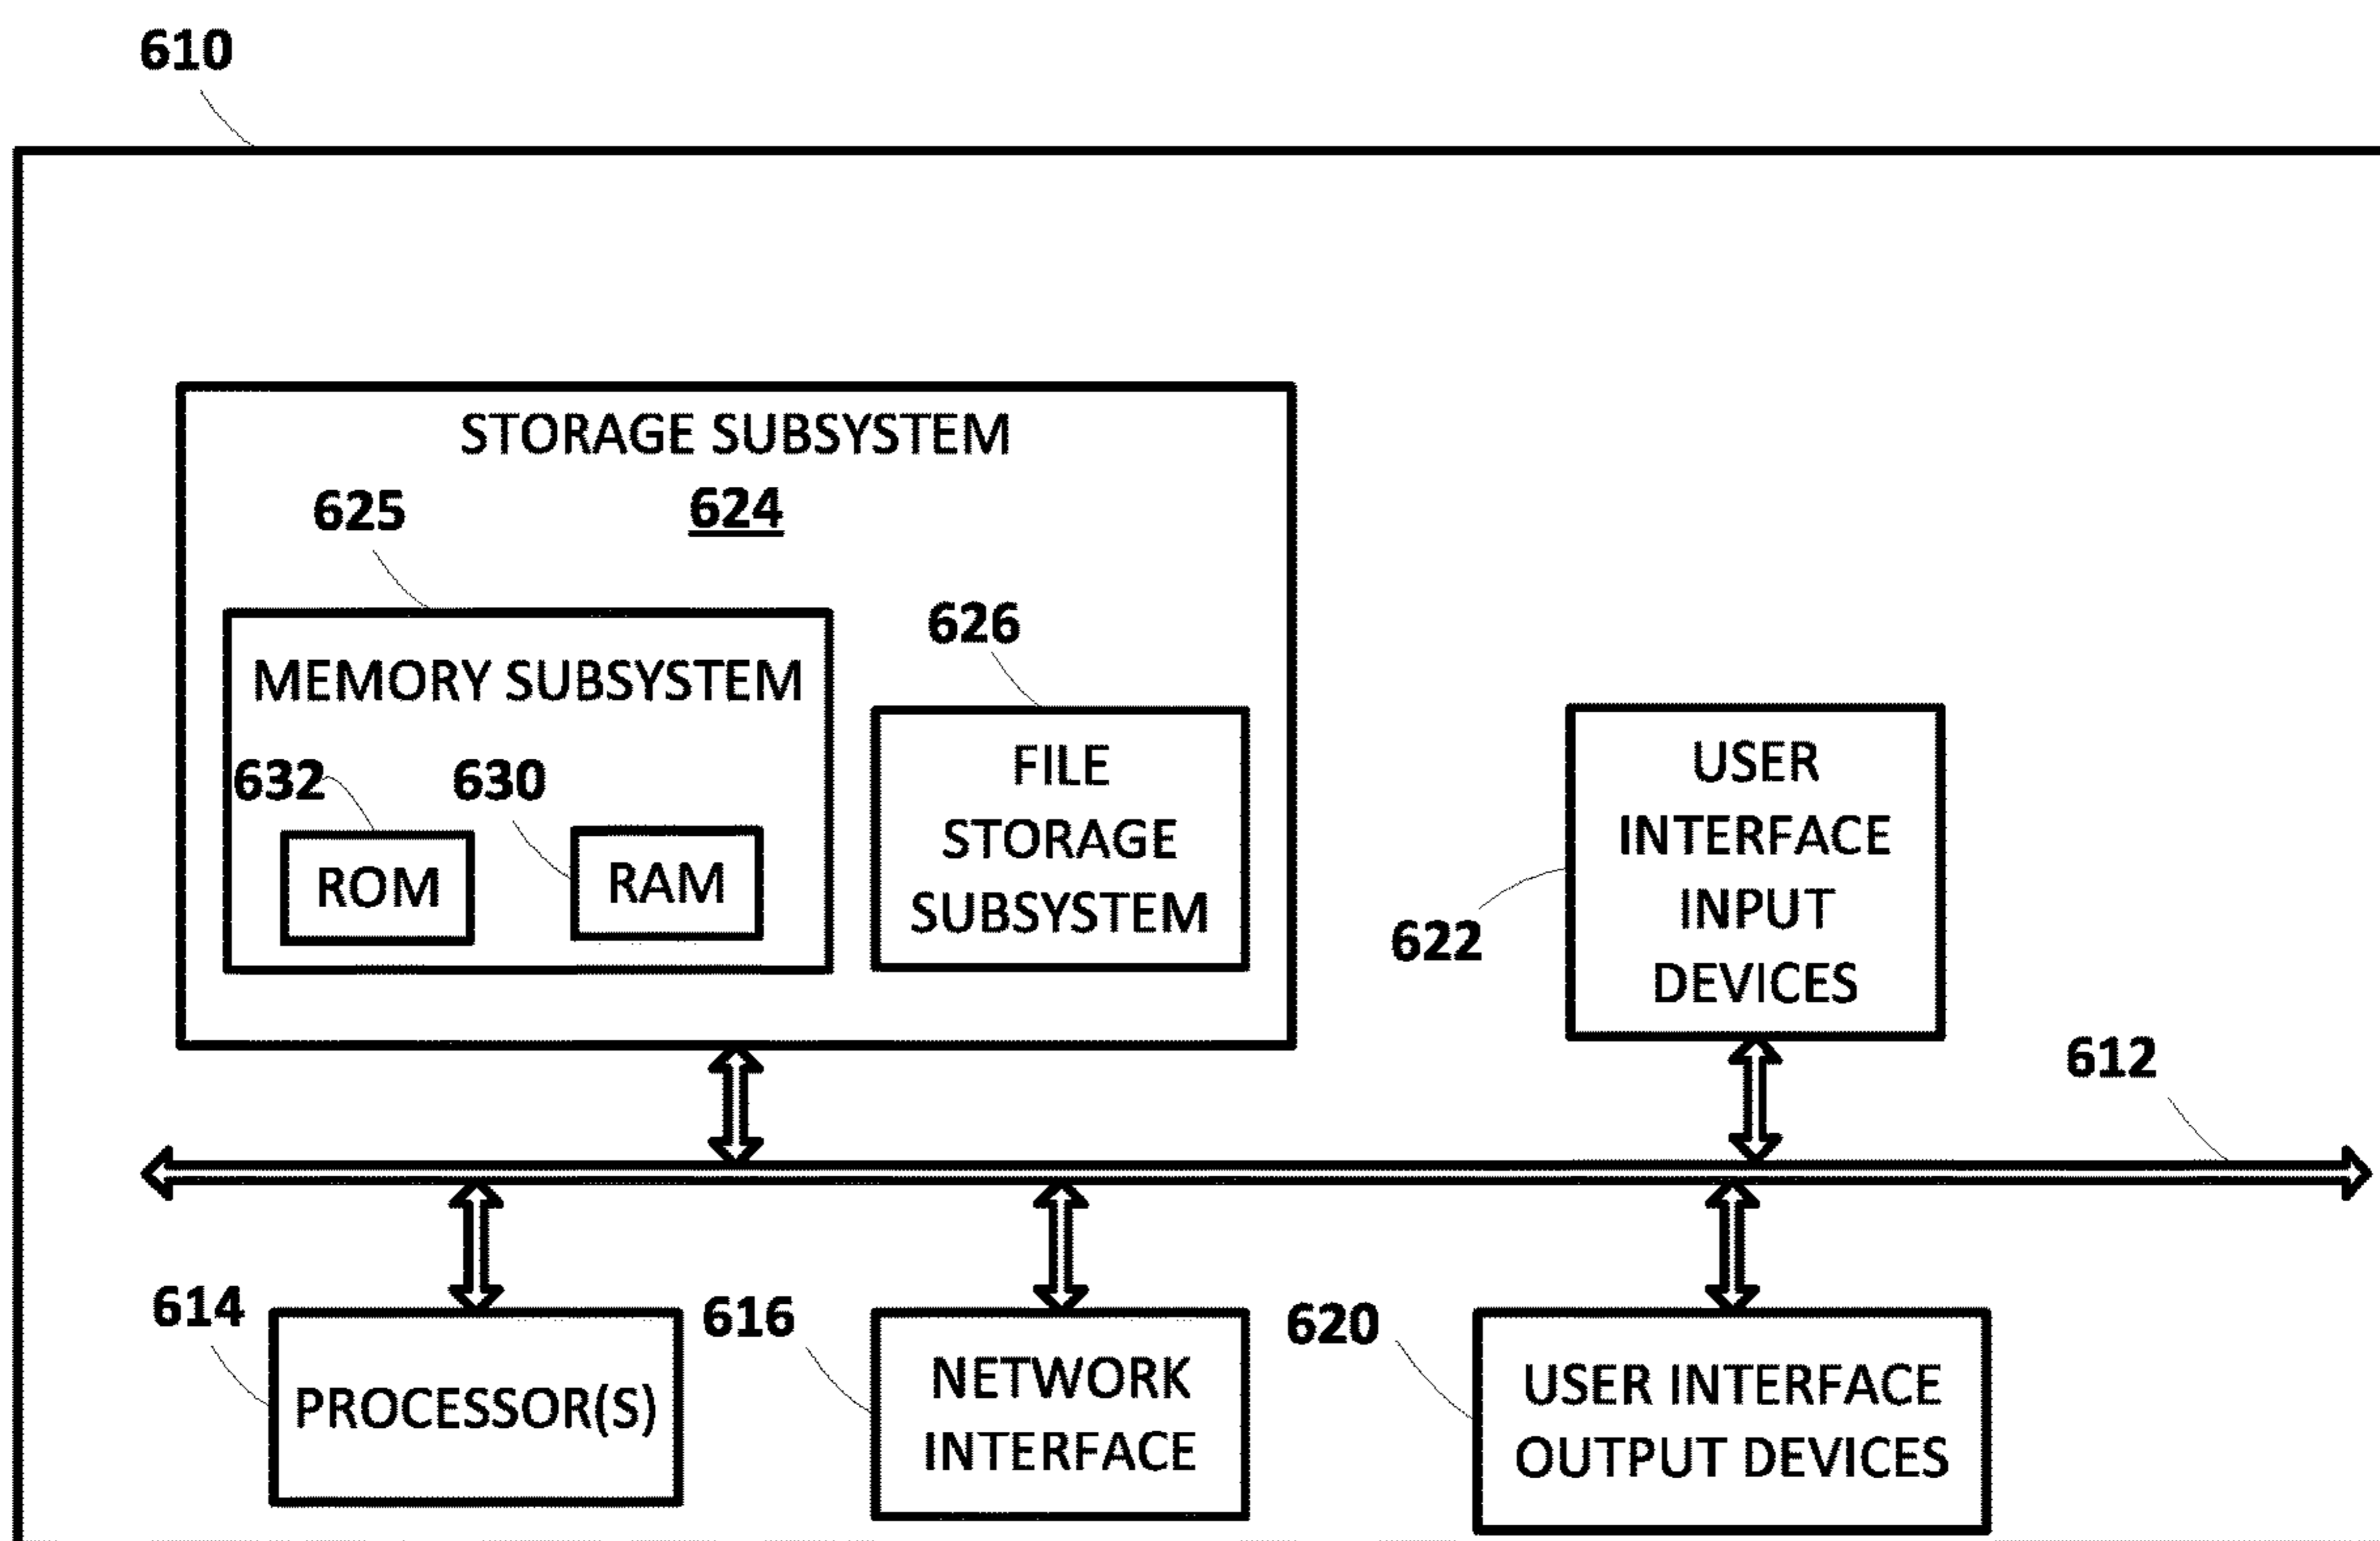 610
STORAGE SUBSYSTEM
624
625
MEMORY SUBSYSTEM
632
630
ROM
RAM
626
FILE
STORAGE
SUBSYSTEM
USER
INTERFACE
INPUT
DEVICES
622
612
614
PROCESSOR(S)
616
NETWORK
INTERFACE
620
USER INTERFACE
OUTPUT DEVICES